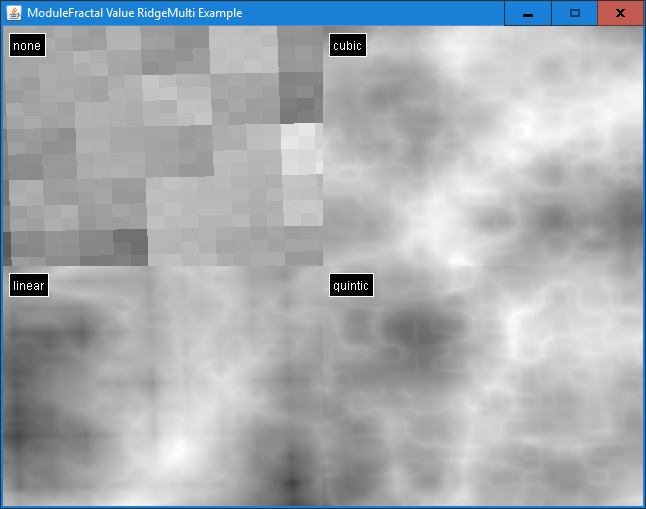 ModuleFractal Value RidgeMulti Example
none
cubic
linear
quintic